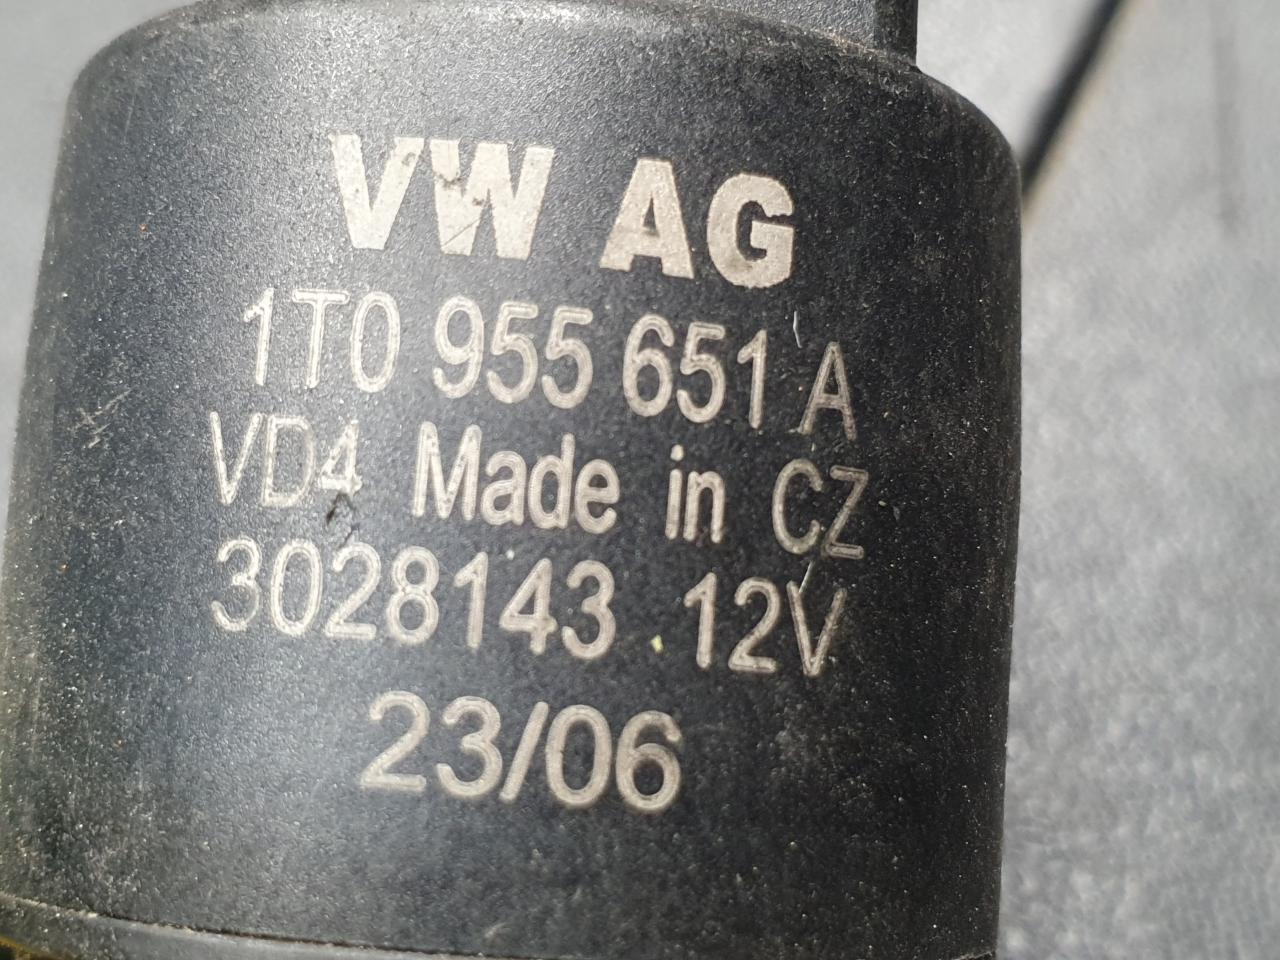 VW AG
1T0 955 651 A
VD4 Made in CZ
3028143 12V
23/06